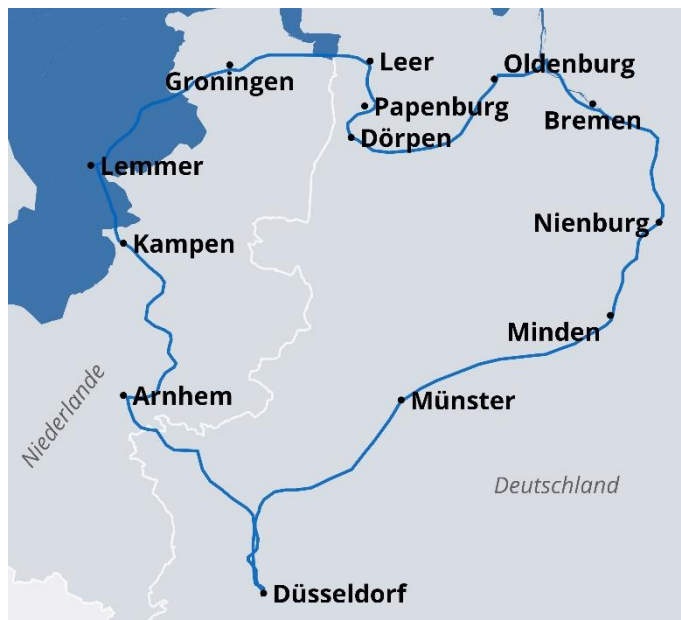 Leer
Oldenburg
Groningen
Papenburg
Bremen
Dörpen
Lemmer
Nienburg
Kampen
Minden
Niederlande
Arnhem
Münster
Deutschland
Düsseldorf